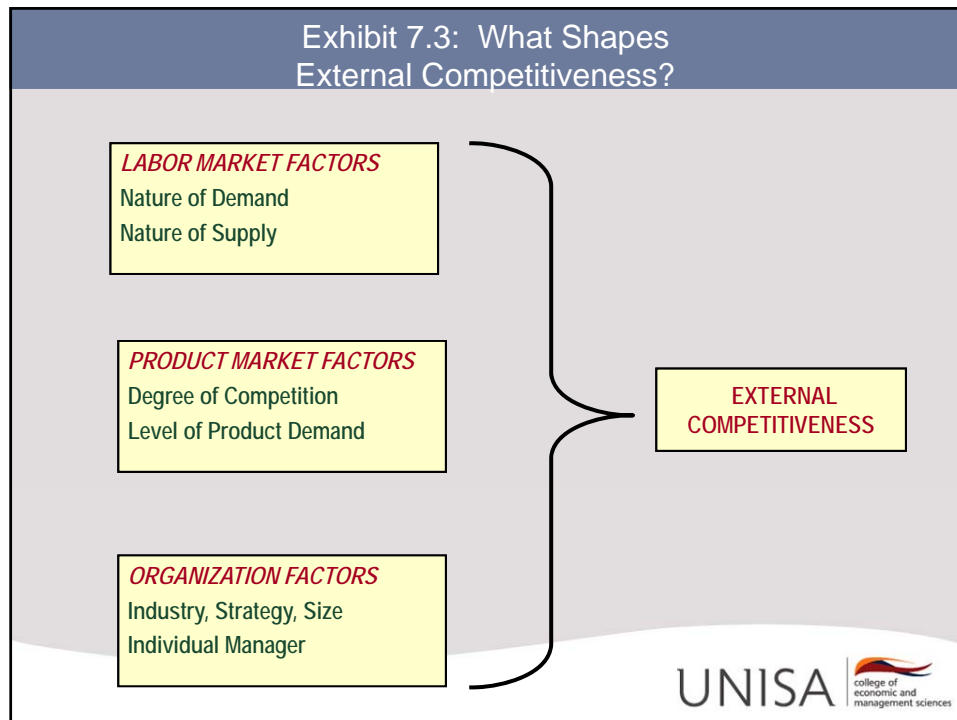 Exhibit 7.3: What Shapes
External Competitiveness?
LABOR MARKET FACTORS
Nature of Demand
Nature of Supply
PRODUCT MARKET FACTORS
Degree of Competition
Level of Product Demand
ORGANIZATION FACTORS
Industry, Strategy, Size
Individual Manager
EXTERNAL
COMPETITIVENESS
UNISA
college of
economic and
management sciences